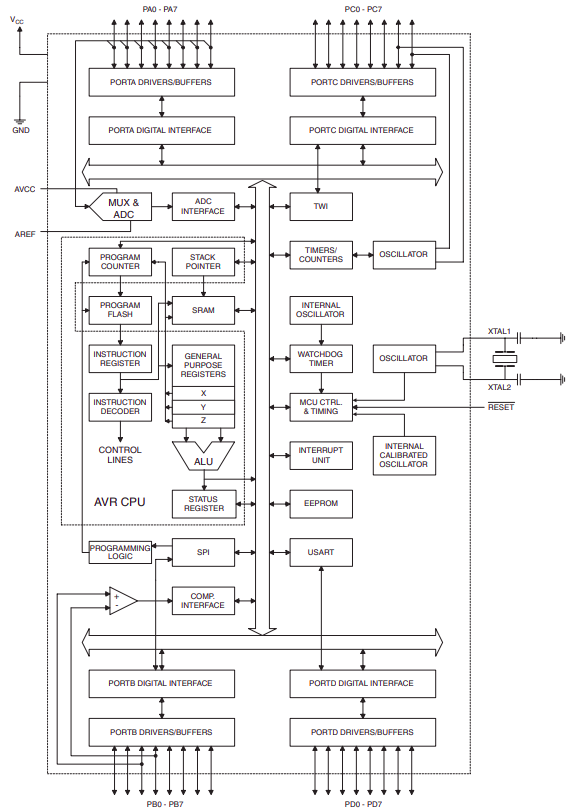 PA0 - PA7
PC0 - PC7
VCC
PORTA DRIVERS/BUFFERS
PORTC DRIVERS/BUFFERS
GND
PORTA DIGITAL INTERFACE
PORTC DIGITAL INTERFACE
AVCC
MUX &
ADC
ADC
INTERFACE
TWI
AREF
PROGRAM
COUNTER
STACK
POINTER
TIMERS/
COUNTERS
OSCILLATOR
PROGRAM
FLASH
SRAM
INTERNAL
OSCILLATOR
XTAL1
INSTRUCTION
REGISTER
GENERAL
PURPOSE
REGISTERS
WATCHDOG
TIMER
OSCILLATOR
XTAL2
X
INSTRUCTION
DECODER
Y
MCU CTRL.
& TIMING
RESET
Z
CONTROL
LINES
ALU
INTERRUPT
UNIT
INTERNAL
CALIBRATED
OSCILLATOR
AVR CPU
STATUS
REGISTER
EEPROM
PROGRAMMING
LOGIC
SPI
USART
+
-
COMP.
INTERFACE
PORTB DIGITAL INTERFACE
PORTD DIGITAL INTERFACE
PORTB DRIVERS/BUFFERS
PORTD DRIVERS/BUFFERS
PB0 - PB7
PD0 - PD7